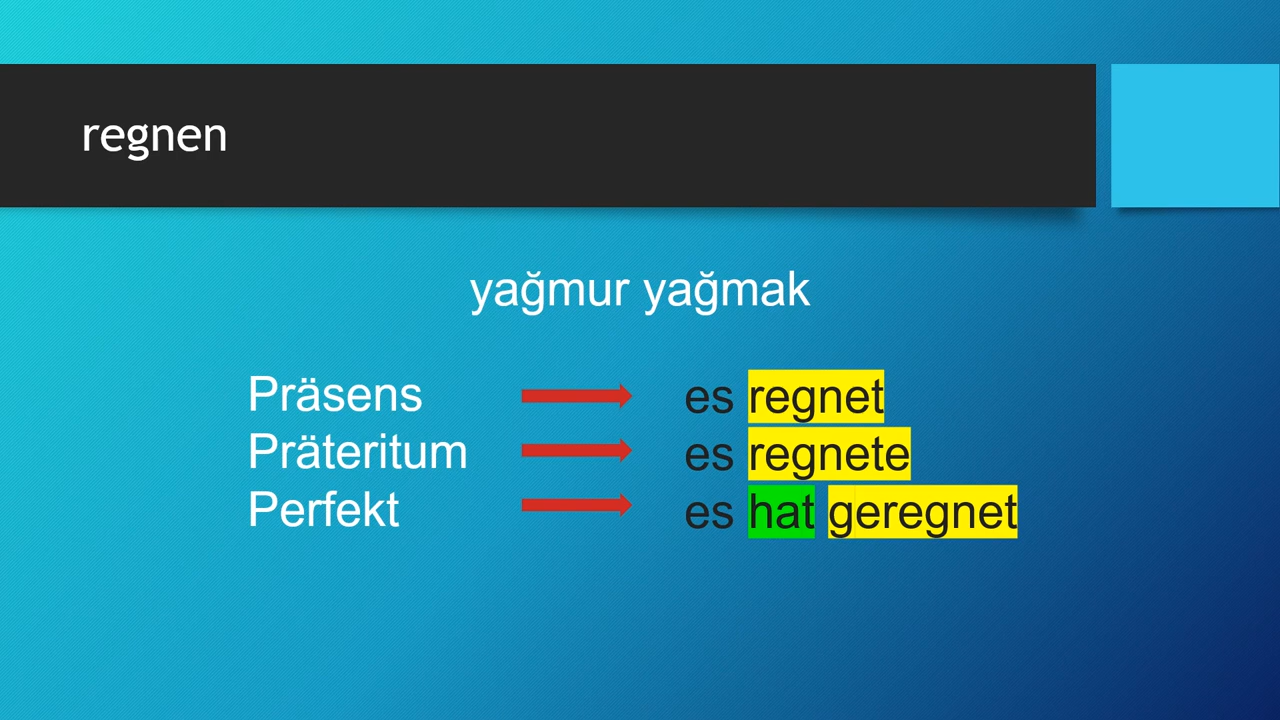 regnen
yağmur yağmak
Präsens es regnet
Präteritum es regnete
Perfekt es hat geregnet